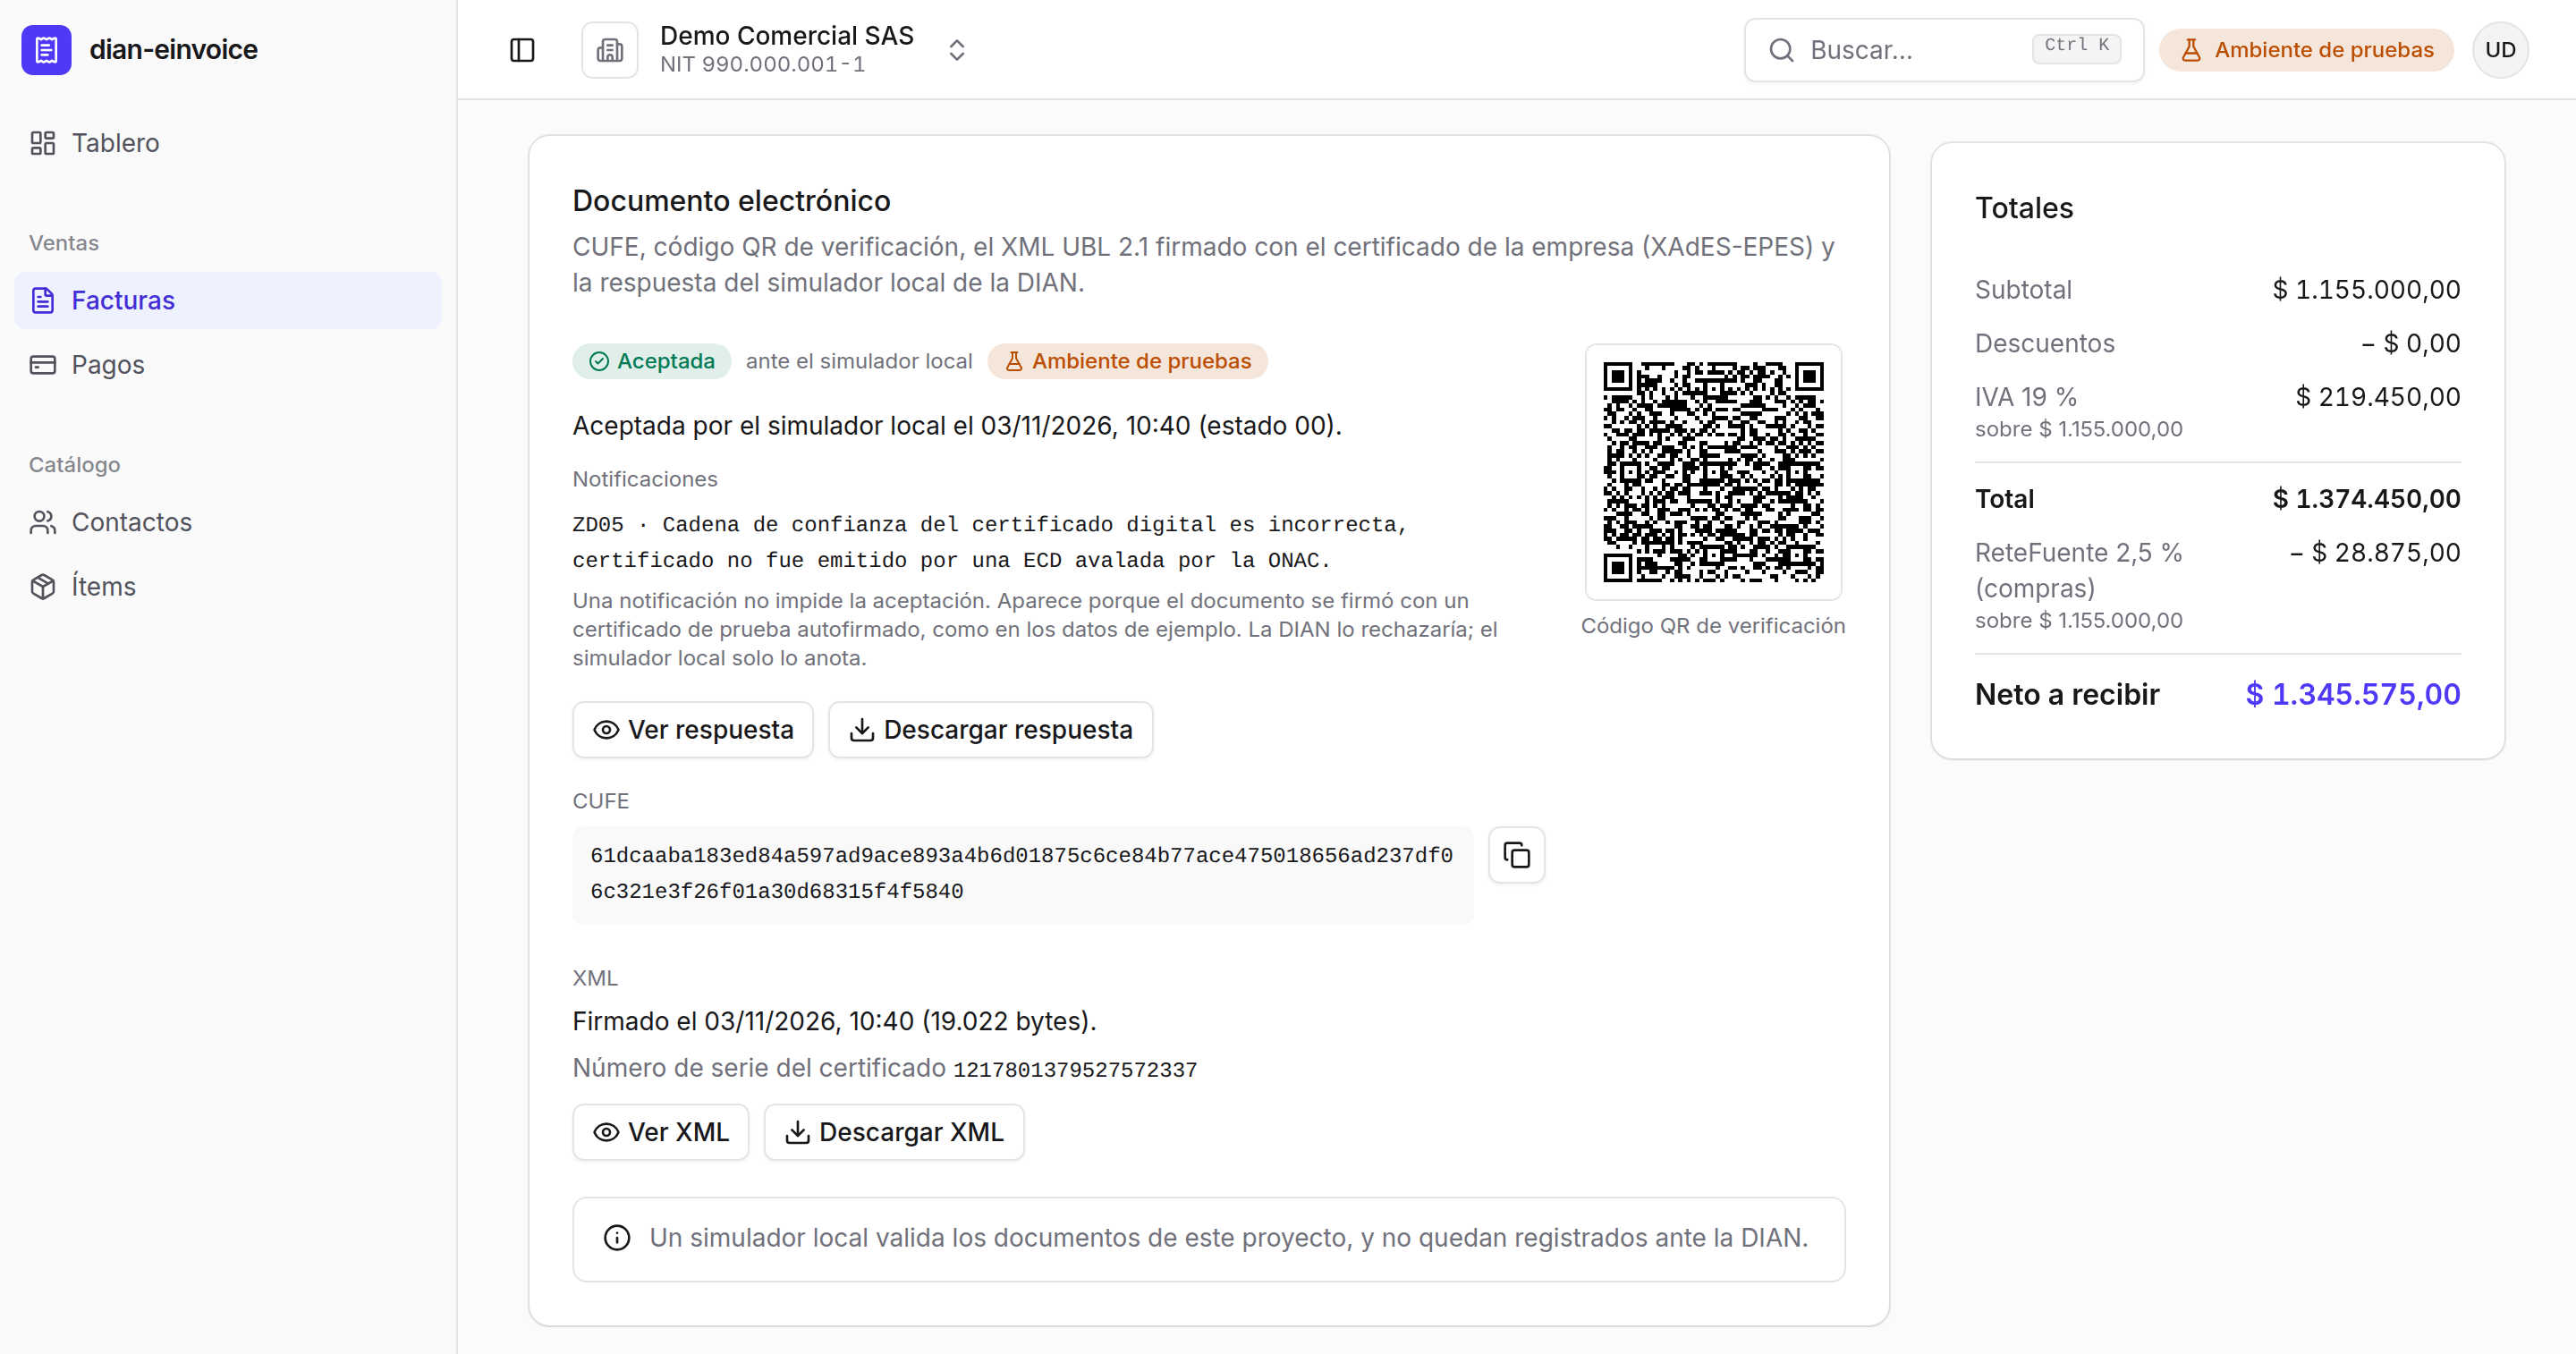 dian-einvoice
Tablero
Ventas
Facturas
Pagos
Catálogo
Contactos
Ítems
Demo Comercial SAS
NIT 990.000.001-1
Buscar...
Ctrl K
Ambiente de pruebas
UD
Documento electrónico
CUFE, código QR de verificación, el XML UBL 2.1 firmado con el certificado de la empresa (XAdES-EPES) y
la respuesta del simulador local de la DIAN.
Aceptada ante el simulador local Ambiente de pruebas
Aceptada por el simulador local el 03/11/2026, 10:40 (estado 00).
Notificaciones
ZD05 · Cadena de confianza del certificado digital es incorrecta,
certificado no fue emitido por una ECD avalada por la ONAC.
Una notificación no impide la aceptación. Aparece porque el documento se firmó con un
certificado de prueba autofirmado, como en los datos de ejemplo. La DIAN lo rechazaría; el
simulador local solo lo anota.
Ver respuesta
Descargar respuesta
Código QR de verificación
CUFE
61dcaaba183ed84a597ad9ace893a4b6d01875c6ce84b77ace475018656ad237df0
6c321e3f26f01a30d68315f4f5840
XML
Firmado el 03/11/2026, 10:40 (19.022 bytes).
Número de serie del certificado 1217801379527572337
Ver XML
Descargar XML
Un simulador local valida los documentos de este proyecto, y no quedan registrados ante la DIAN.
Totales
Subtotal $ 1.155.000,00
Descuentos − $ 0,00
IVA 19 % $ 219.450,00
sobre $ 1.155.000,00
Total $ 1.374.450,00
ReteFuente 2,5 % − $ 28.875,00
(compras)
sobre $ 1.155.000,00
Neto a recibir $ 1.345.575,00